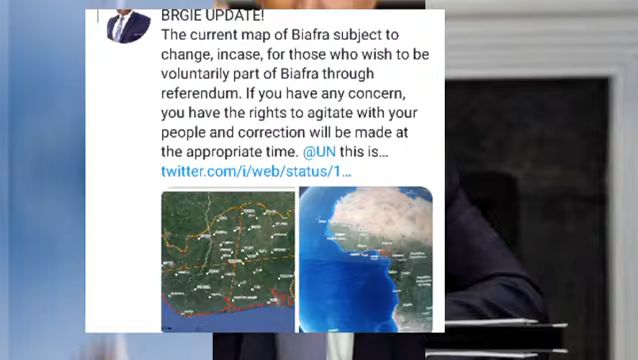 BRGIE UPDATE!
The current map of Biafra subject to
change, incase, for those who wish to be
voluntarily part of Biafra through
referendum. If you have any concern,
you have the rights to agitate with your
people and correction will be made at
the appropriate time. @UN this is...
twitter.com/i/web/status/1...